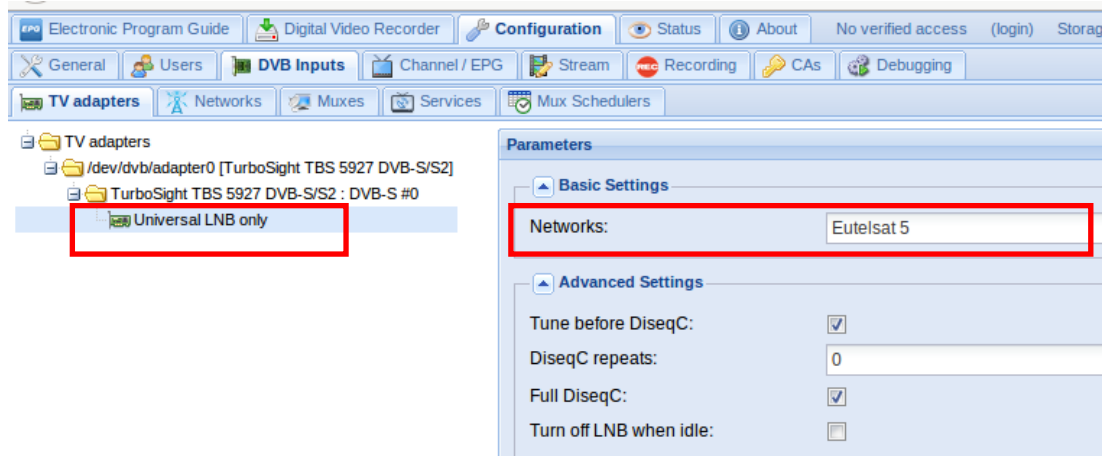 EPG Electronic Program Guide Digital Video Recorder Configuration Status About No verified access (login) Storag
General Users DVB Inputs Channel / EPG Stream REC Recording CAs Debugging
TV adapters Networks Muxes Services Mux Schedulers
TV adapters
/dev/dvb/adapter0 [TurboSight TBS 5927 DVB-S/S2]
TurboSight TBS 5927 DVB-S/S2 : DVB-S #0
Universal LNB only
Parameters
Basic Settings
Networks: Eutelsat 5
Advanced Settings
Tune before DiseqC:
DiseqC repeats: 0
Full DiseqC:
Turn off LNB when idle: